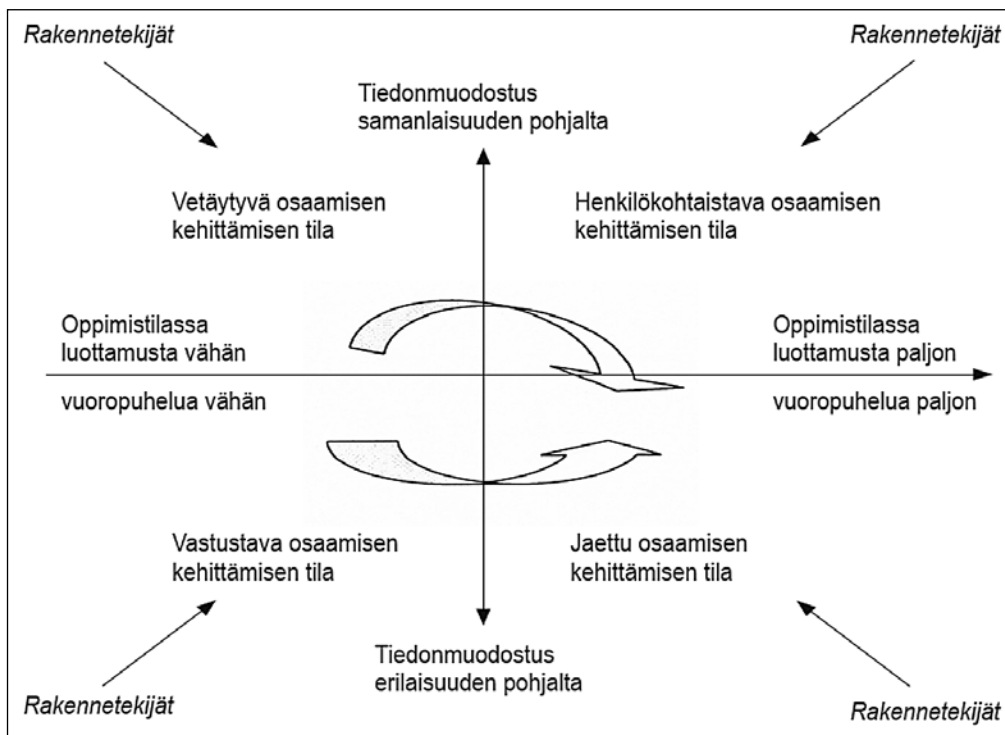 Rakennetekijät
Rakennetekijät
Tiedonmuodostus
samanlaisuuden pohjalta
Vetäytyvä osaamisen
kehittämisen tila
Henkilökohtaistava osaamisen
kehittämisen tila
Oppimistilassa
luottamusta vähän
Oppimistilassa
luottamusta paljon
vuoropuhelua vähän
vuoropuhelua paljon
Vastustava osaamisen
kehittämisen tila
Jaettu osaamisen
kehittämisen tila
Tiedonmuodostus
erilaisuuden pohjalta
Rakennetekijät
Rakennetekijät